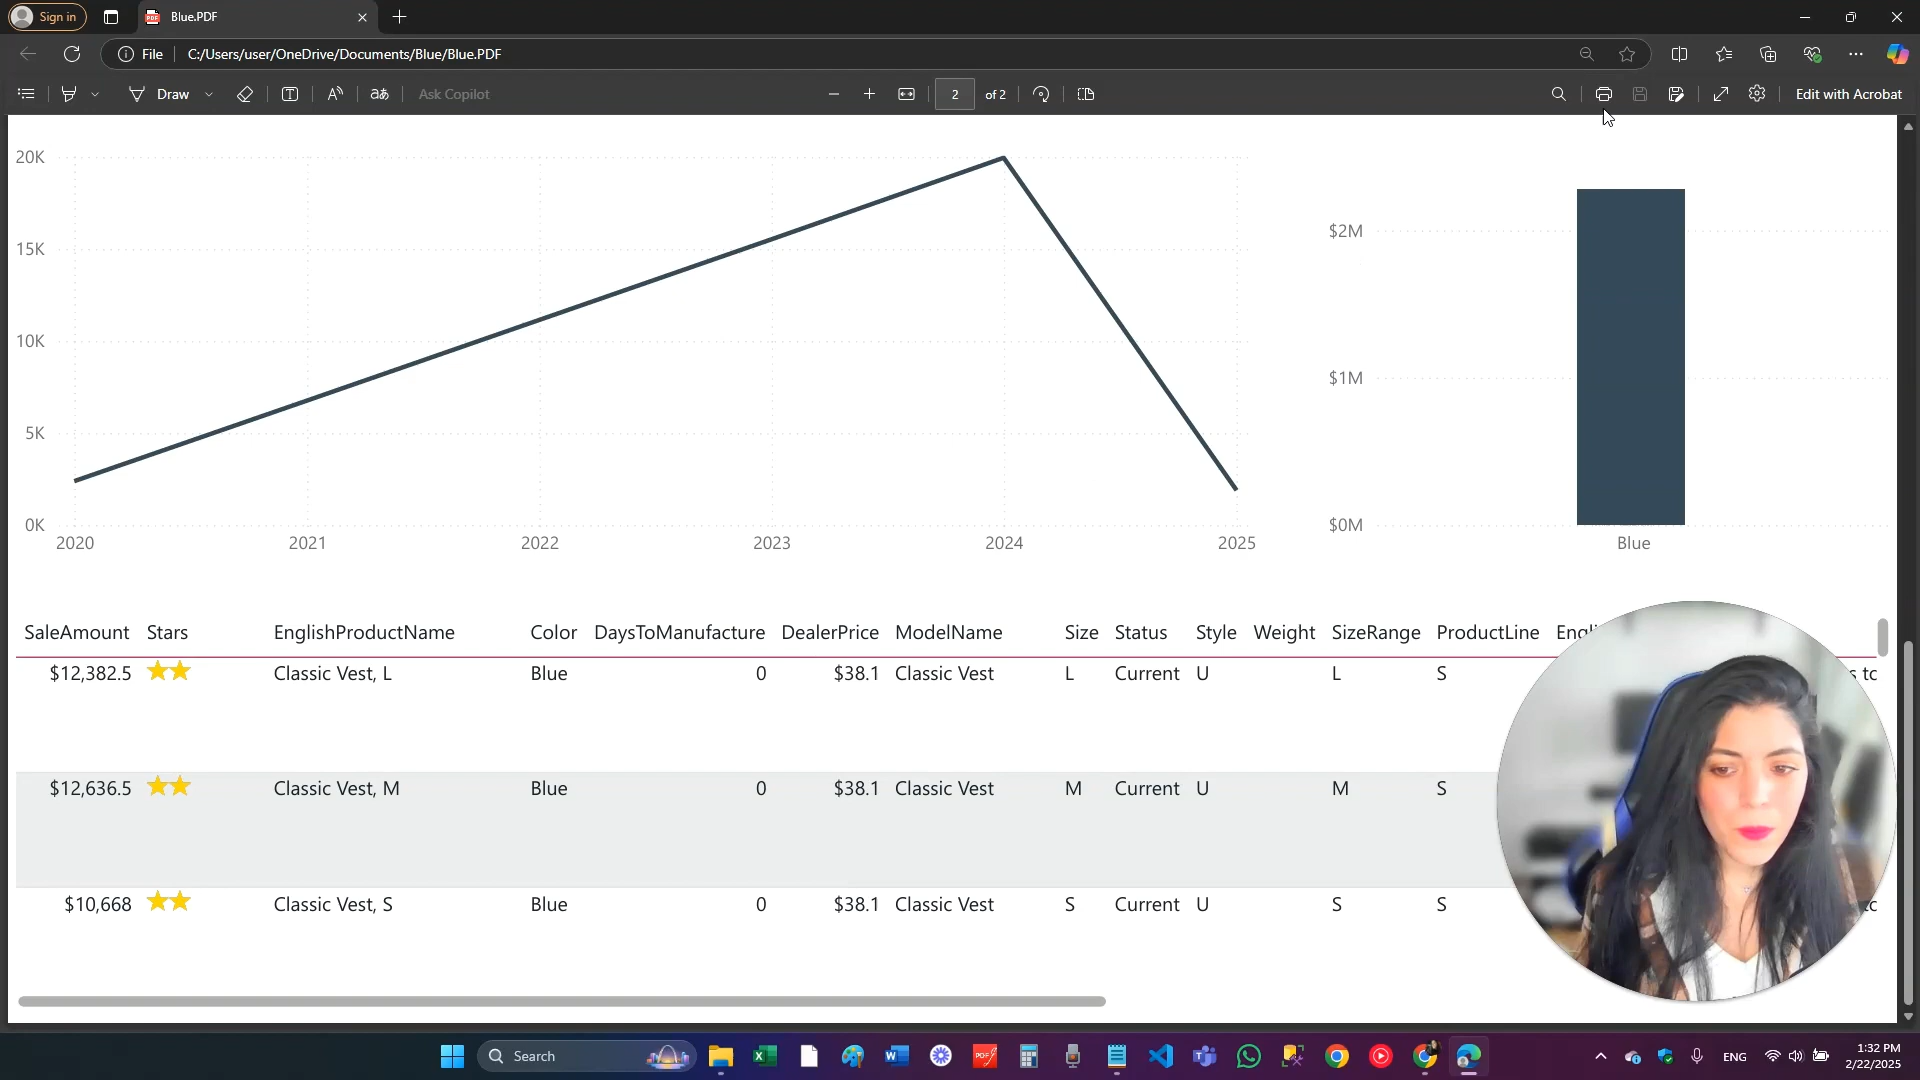 Sign in
Blue.PDF
File
C:/Users/user/OneDrive/Documents/Blue/Blue.PDF
Draw
Ask Copilot
2 of 2
Edit with Acrobat
20K
15K
10K
5K
0K
2020 2021 2022 2023 2024 2025
$2M
$1M
$0M
Blue
SaleAmount Stars EnglishProductName Color DaysToManufacture DealerPrice ModelName Size Status Style Weight SizeRange ProductLine
$12,382.5 Classic Vest, L Blue 0 $38.1 Classic Vest L Current U L S
$12,636.5 Classic Vest, M Blue 0 $38.1 Classic Vest M Current U M S
$10,668 Classic Vest, S Blue 0 $38.1 Classic Vest S Current U S S
Search
ENG
1:32 PM
2/22/2025